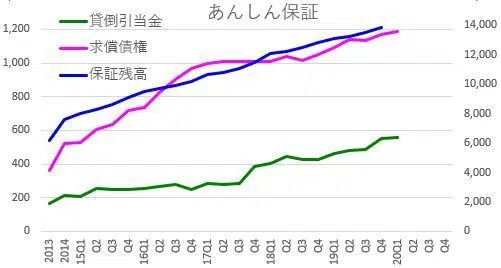 あんしん保証
貸倒引当金
求償債権
保証残高
1,200
1,000
800
600
400
200
0
14,000
12,000
10,000
8,000
6,000
4,000
2,000
0
2013
2014
15Q1
Q2
Q3
Q4
16Q1
Q2
Q3
Q4
17Q1
Q2
Q3
Q4
18Q1
Q2
Q3
Q4
19Q1
Q2
Q3
Q4
20Q1
Q2
Q3
Q4